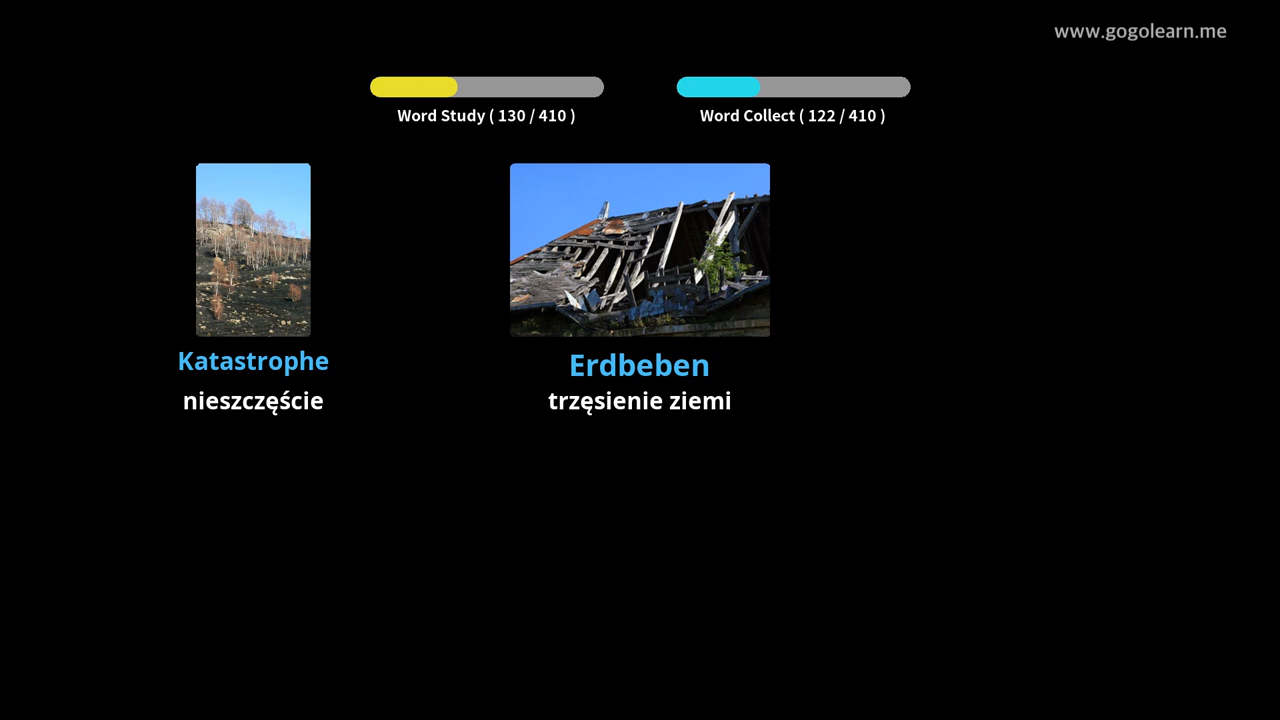 www.gogolearn.me
Word Study ( 130 / 410 )
Word Collect ( 122 / 410 )
Katastrophe
nieszczęście
Erdbeben
trzęsienie ziemi